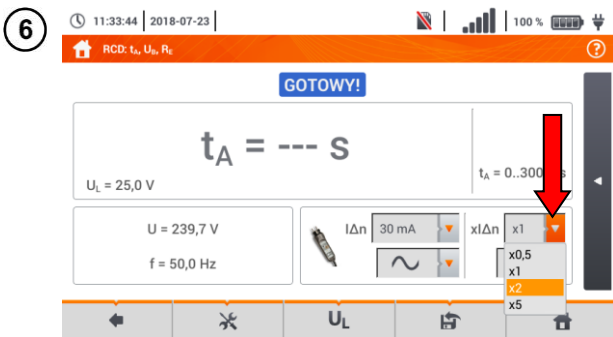 6
11:33:44 2018-07-23 100 %
RCD: tA, UB, RE ?
GOTOWY!
tA = --- s
UL = 25,0 V
tA = 0..300
s
U = 239,7 V
f = 50,0 Hz
IΔn 30 mA xIΔn x1
x0,5
x1
x2
x5
UL